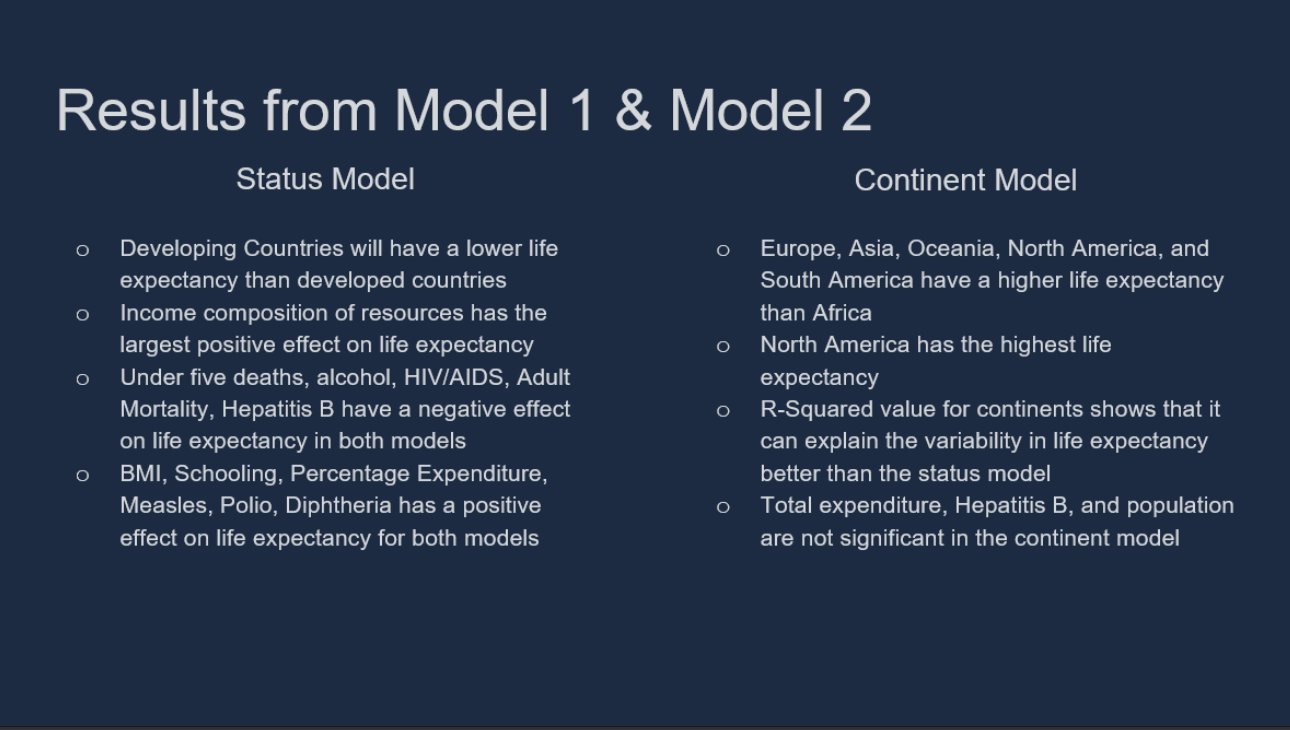 Results from Model 1 & Model 2
Status Model
o Developing Countries will have a lower life
expectancy than developed countries
o Income composition of resources has the
largest positive effect on life expectancy
o Under five deaths, alcohol, HIV/AIDS, Adult
Mortality, Hepatitis B have a negative effect
on life expectancy in both models
o BMI, Schooling, Percentage Expenditure,
Measles, Polio, Diphtheria has a positive
effect on life expectancy for both models
Continent Model
o Europe, Asia, Oceania, North America, and
South America have a higher life expectancy
than Africa
o North America has the highest life
expectancy
o R-Squared value for continents shows that it
can explain the variability in life expectancy
better than the status model
o Total expenditure, Hepatitis B, and population
are not significant in the continent model